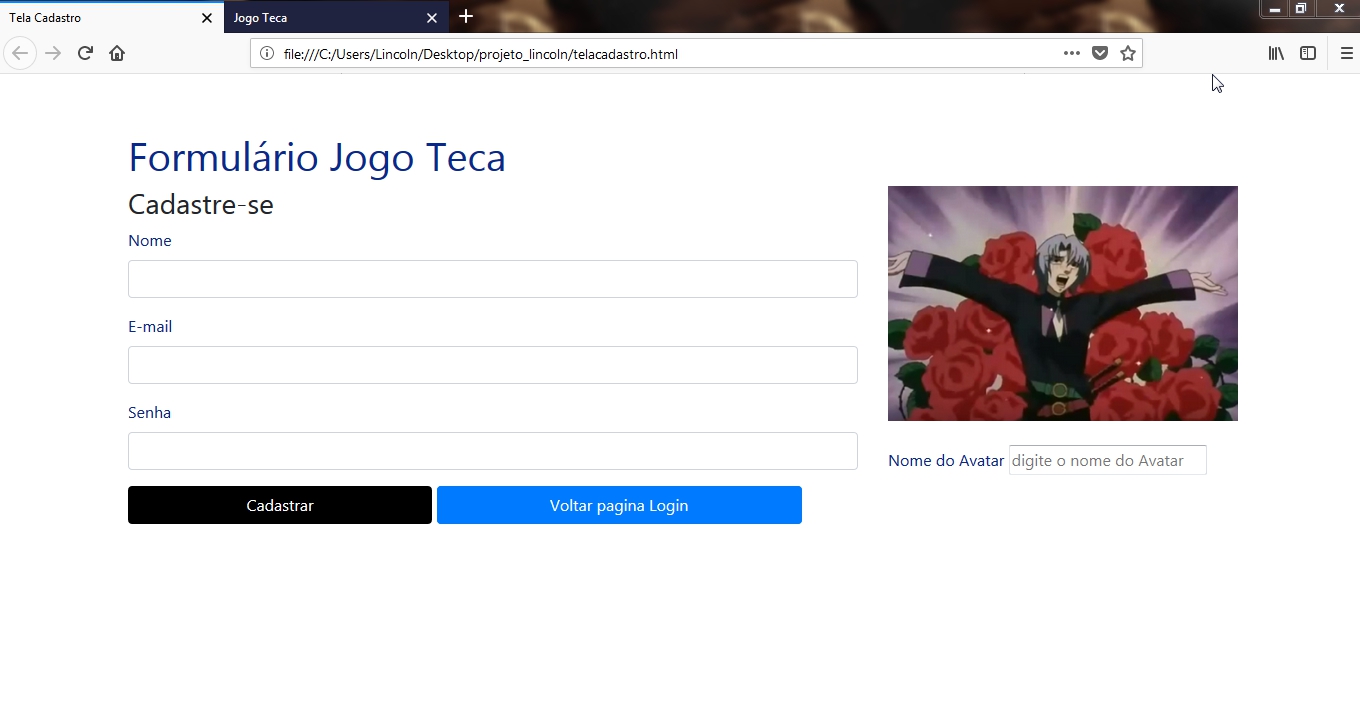 Tela Cadastro
Jogo Teca
file:///C:/Users/Lincoln/Desktop/projeto_lincoln/telacadastro.html
Formulário Jogo Teca
Cadastre-se
Nome
E-mail
Senha
Nome do Avatar digite o nome do Avatar
Cadastrar Voltar pagina Login